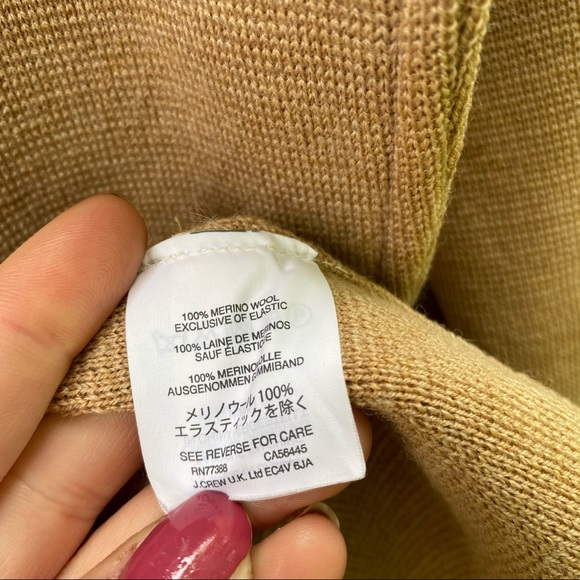 100% MERINO WOOL
EXCLUSIVE OF ELASTIC
100% LAINE DE MERINOS
SAUF ÉLASTIQUE
100% MERINOWOLLE
AUSGENOMMEN GUMMIBAND
メリノウール100%
エラスティックを除く
SEE REVERSE FOR CARE
RN77388 CA56445
J.CREW U.K. Ltd EC4V 6JA